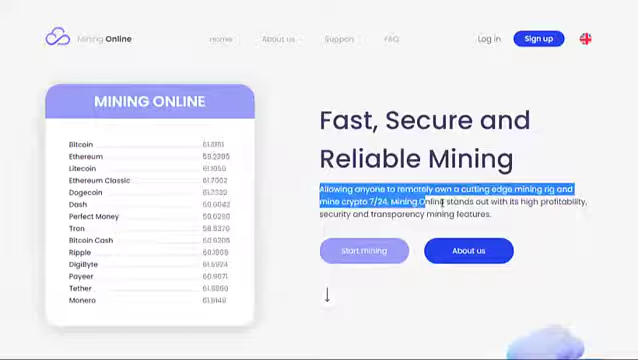 Mining Online
Home
About us
Support
FAQ
Log in
Sign up
MINING ONLINE
Bitcoin
Ethereum
Litecoin
Ethereum Classic
Dogecoin
Dash
Perfect Money
Tron
Bitcoin Cash
Ripple
DigiByte
Payeer
Tether
Monero
Fast, Secure and
Reliable Mining
Allowing anyone to remotely own a cutting edge mining rig and
mine crypto 7/24, Mining Online stands out with its high profitability,
security and transparency mining features.
Start mining
About us